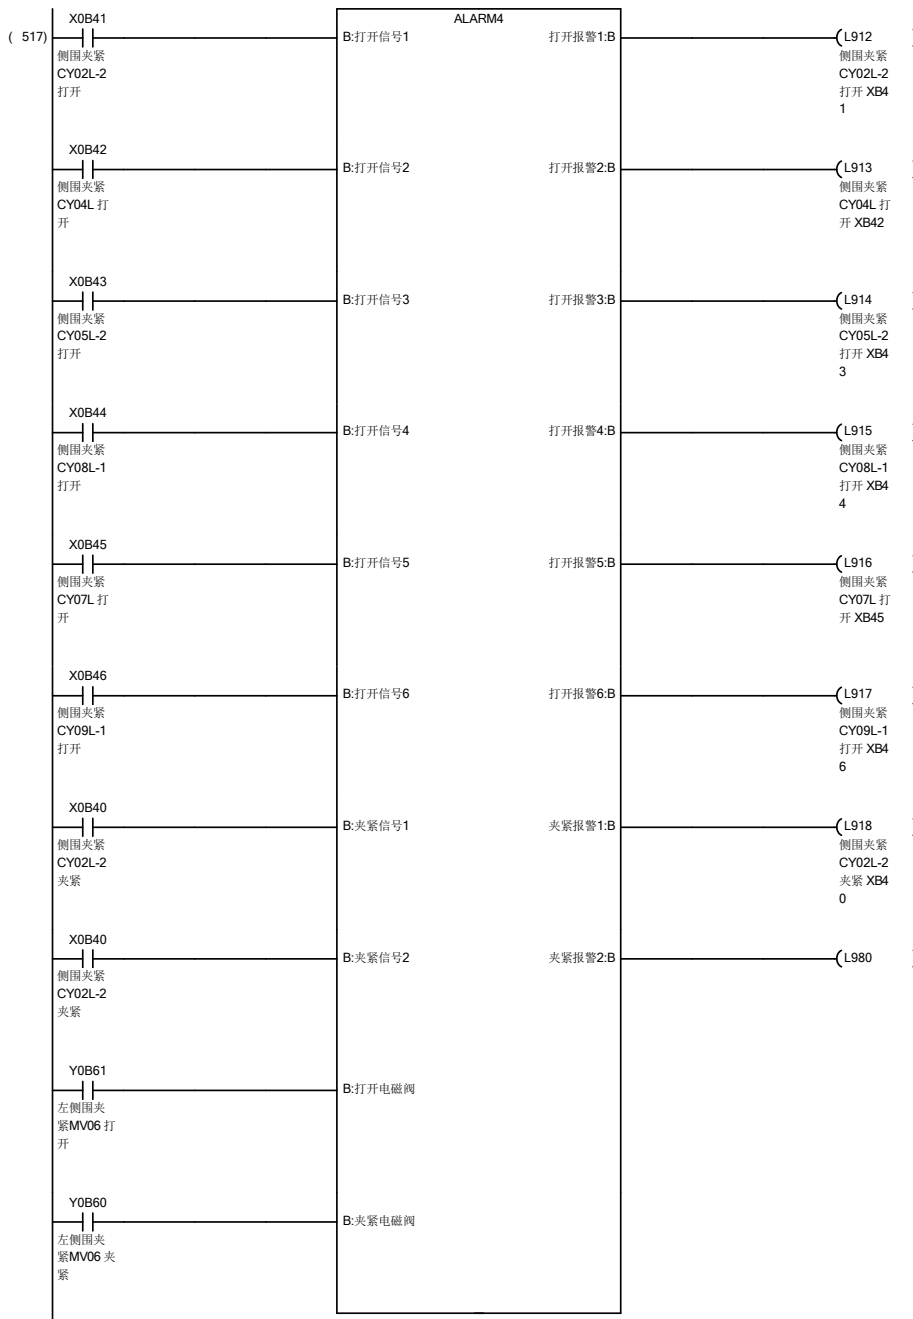 X0B41
ALARM4
( 517)
B:打开信号1
打开报警1:B
L912
侧围夹紧
CY02L-2
打开
侧围夹紧
CY02L-2
打开 XB4
1
X0B42
B:打开信号2
打开报警2:B
L913
侧围夹紧
CY04L 打
开
侧围夹紧
CY04L 打
开 XB42
X0B43
B:打开信号3
打开报警3:B
L914
侧围夹紧
CY05L-2
打开
侧围夹紧
CY05L-2
打开 XB4
3
X0B44
B:打开信号4
打开报警4:B
L915
侧围夹紧
CY08L-1
打开
侧围夹紧
CY08L-1
打开 XB4
4
X0B45
B:打开信号5
打开报警5:B
L916
侧围夹紧
CY07L 打
开
侧围夹紧
CY07L 打
开 XB45
X0B46
B:打开信号6
打开报警6:B
L917
侧围夹紧
CY09L-1
打开
侧围夹紧
CY09L-1
打开 XB4
6
X0B40
B:夹紧信号1
夹紧报警1:B
L918
侧围夹紧
CY02L-2
夹紧
侧围夹紧
CY02L-2
夹紧 XB4
0
X0B40
B:夹紧信号2
夹紧报警2:B
L980
侧围夹紧
CY02L-2
夹紧
Y0B61
B:打开电磁阀
左侧围夹
紧MV06 打
开
Y0B60
B:夹紧电磁阀
左侧围夹
紧MV06 夹
紧